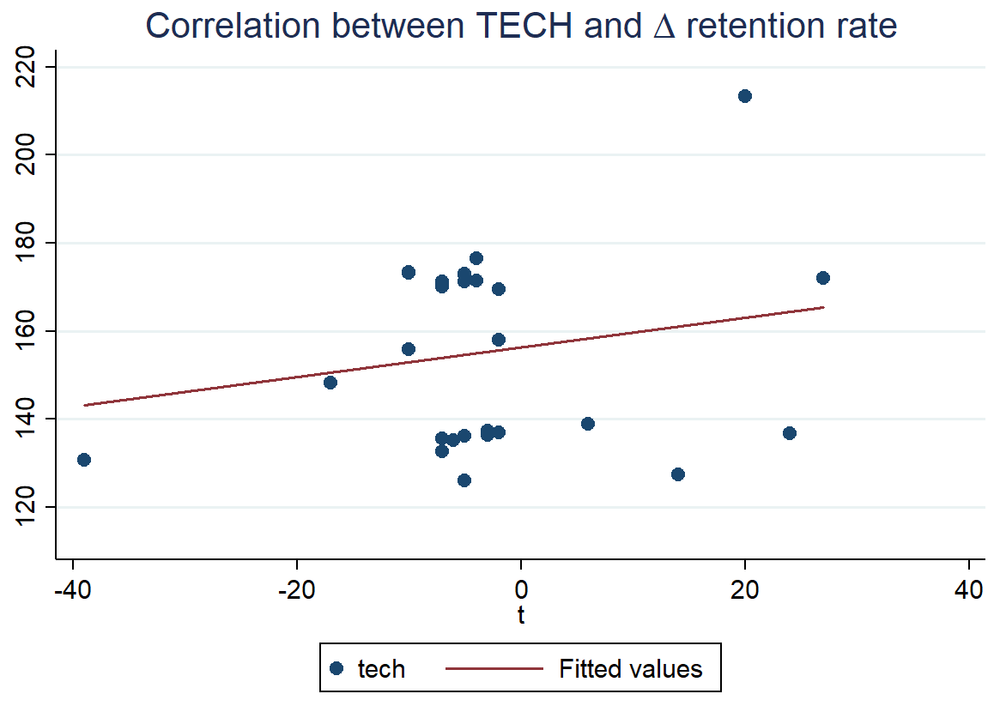 Correlation between TECH and ∆ retention rate
220
200
180
160
140
120
-40 -20 0 20 40
t
tech Fitted values